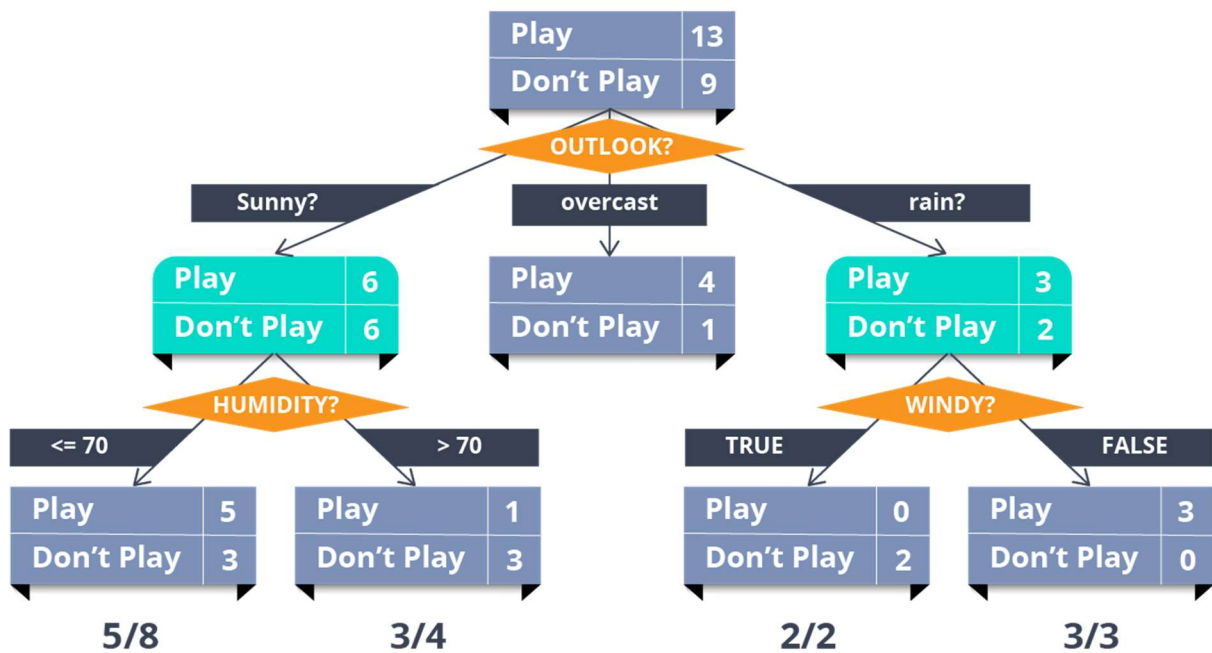 Play 13
Don’t Play 9
OUTLOOK?
Sunny? overcast rain?
Play 6 Play 4 Play 3
Don’t Play 6 Don’t Play 1 Don’t Play 2
HUMIDITY? WINDY?
<= 70 > 70 TRUE FALSE
Play 5 Play 1 Play 0 Play 3
Don’t Play 3 Don’t Play 3 Don’t Play 2 Don’t Play 0
5/8 3/4 2/2 3/3